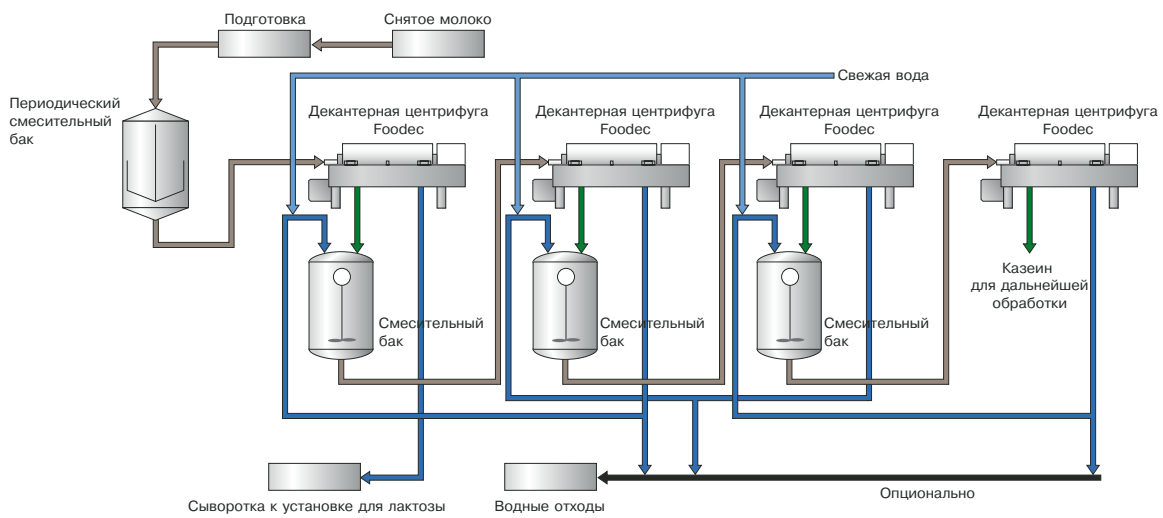 Подготовка
Снятое молоко
Свежая вода
Периодический
смесительный
бак
Декантерная центрифуга
Foodec
Декантерная центрифуга
Foodec
Декантерная центрифуга
Foodec
Декантерная центрифуга
Foodec
Казеин
для дальнейшей
обработки
Смесительный
бак
Смесительный
бак
Смесительный
бак
Сыворотка к установке для лактозы
Водные отходы
Опционально